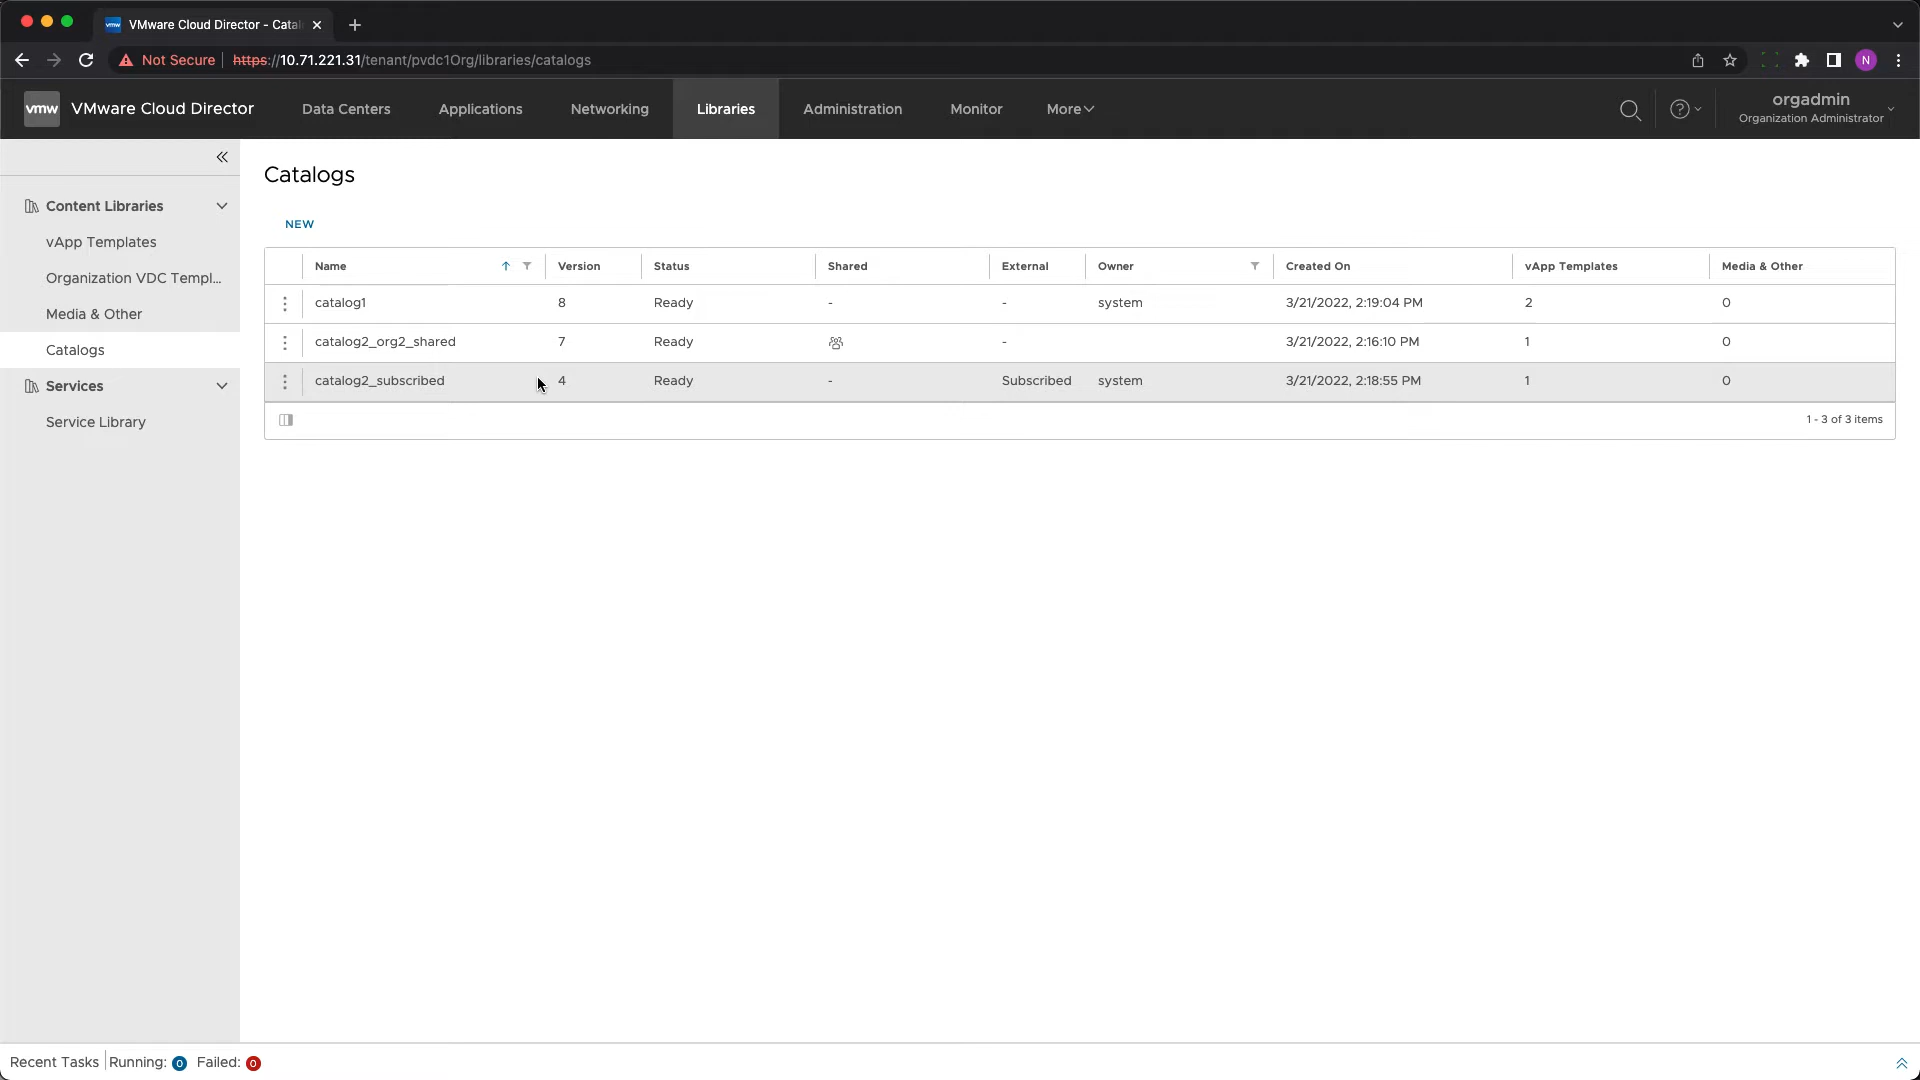 VMware Cloud Director - Catal
Not Secure https://10.71.221.31/tenant/pvdc1Org/libraries/catalogs
N
vmw VMware Cloud Director Data Centers Applications Networking Libraries Administration Monitor More
orgadmin
Organization Administrator
Content Libraries
vApp Templates
Organization VDC Templ...
Media & Other
Catalogs
Services
Service Library
Catalogs
NEW
Name Version Status Shared External Owner Created On vApp Templates Media & Other
catalog1 8 Ready - - system 3/21/2022, 2:19:04 PM 2 0
catalog2_org2_shared 7 Ready - 3/21/2022, 2:16:10 PM 1 0
catalog2_subscribed 4 Ready - Subscribed system 3/21/2022, 2:18:55 PM 1 0
1 - 3 of 3 items
Recent Tasks Running: 0 Failed: 0